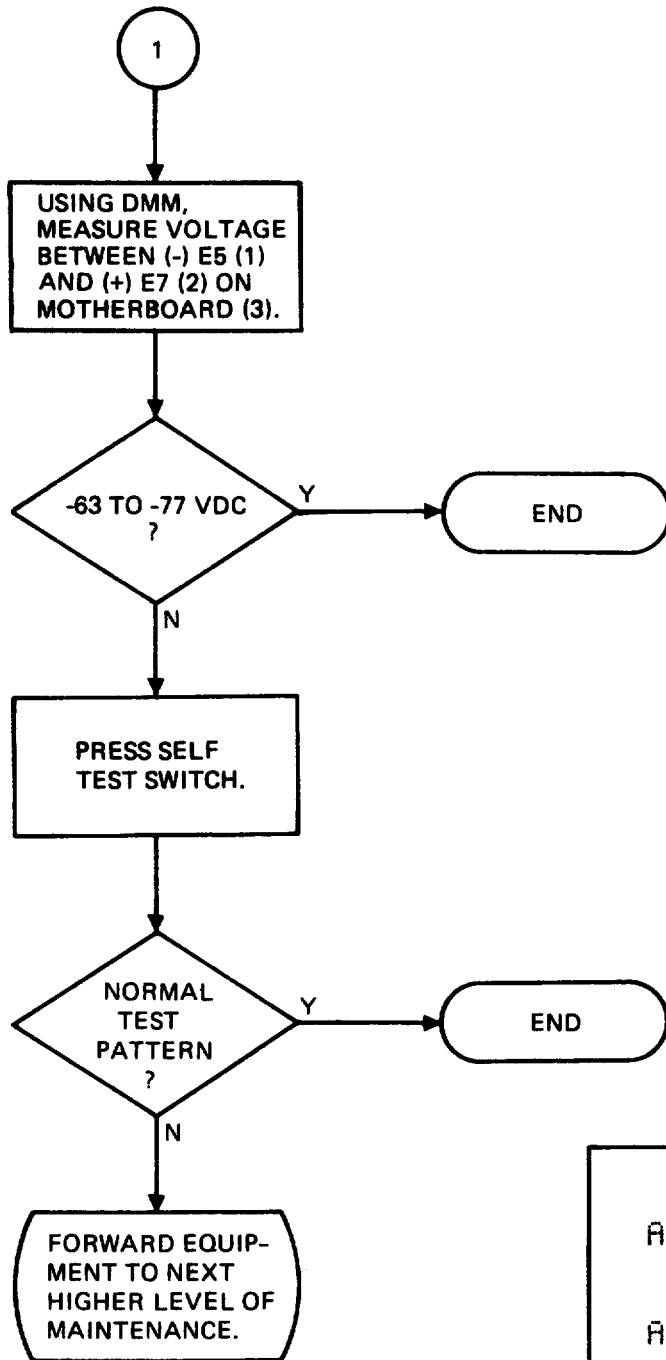 1
USING DMM,
MEASURE VOLTAGE
BETWEEN (-) E5 (1)
AND (+) E7 (2) ON
MOTHERBOARD (3).
-63 TO -77 VDC
?
Y
END
N
PRESS SELF
TEST SWITCH.
NORMAL
TEST
PATTERN
?
Y
END
N
FORWARD EQUIP-
MENT TO NEXT
HIGHER LEVEL OF
MAINTENANCE.
A
A